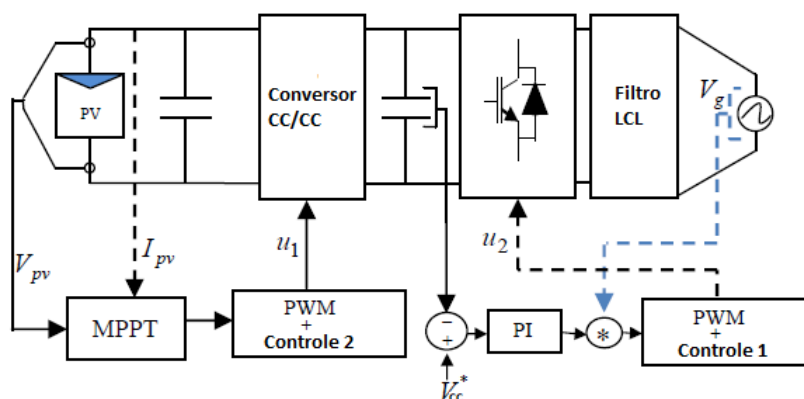 PV
Conversor
CC/CC
Filtro
LCL
V_g
V_pv
I_pv
u_1
u_2
MPPT
PWM
+
Controle 2
−
+
V_cc^*
PI
*
PWM
+
Controle 1